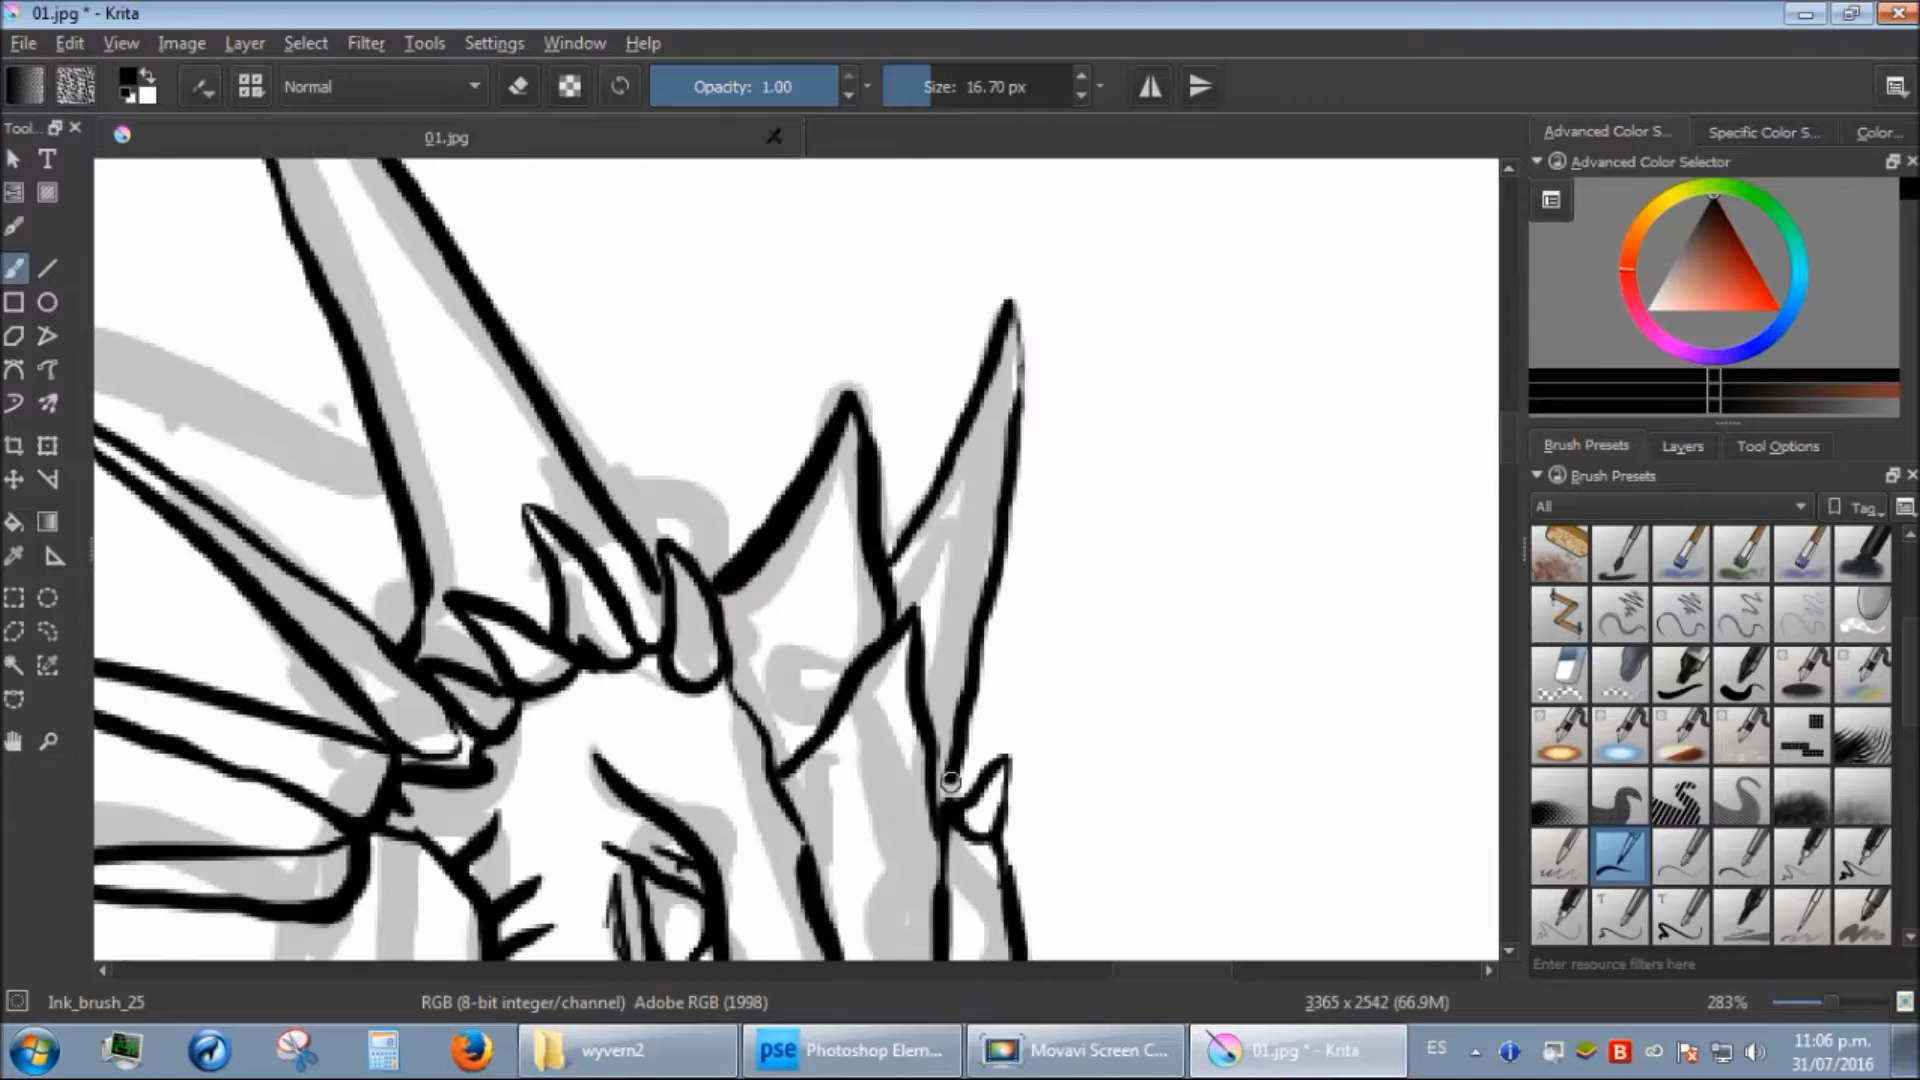 01.jpg * - Krita
File Edit View Image Layer Select Filter Tools Settings Window Help
Normal Opacity: 1.00 Size: 16.70 px
Tool... 01.jpg Advanced Color S... Specific Color S... Color...
Advanced Color Selector
Brush Presets Layers Tool Options
Brush Presets
All Tag
Enter resource filters here
Ink_brush_25 RGB (8-bit integer/channel) Adobe RGB (1998) 3365 x 2542 (66.9M) 283%
wyvern2 pse Photoshop Elem... Movavi Screen C... 01.jpg * - Krita ES 11:06 p.m.
31/07/2016